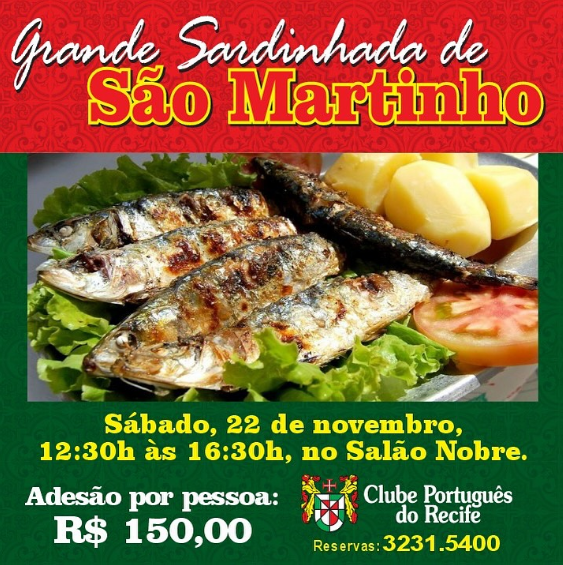 Grande Sardinhada de
São Martinho
Sábado, 22 de novembro,
12:30h às 16:30h, no Salão Nobre.
Adesão por pessoa:
R$ 150,00
Clube Português
do Recife
Reservas: 3231.5400